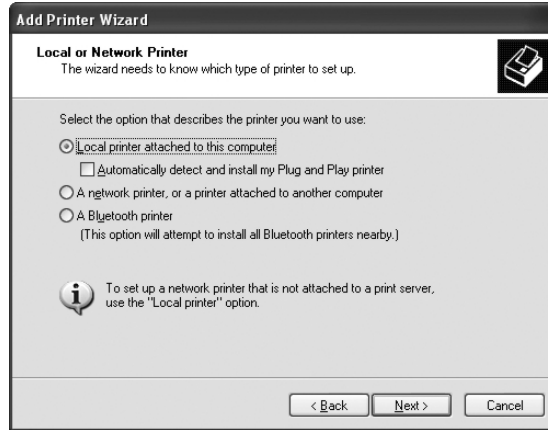 Add Printer Wizard
Local or Network Printer
The wizard needs to know which type of printer to set up.
Select the option that describes the printer you want to use:
Local printer attached to this computer
Automatically detect and install my Plug and Play printer
A network printer, or a printer attached to another computer
A Bluetooth printer
(This option will attempt to install all Bluetooth printers nearby.)
To set up a network printer that is not attached to a print server,
use the "Local printer" option.
< Back Next > Cancel